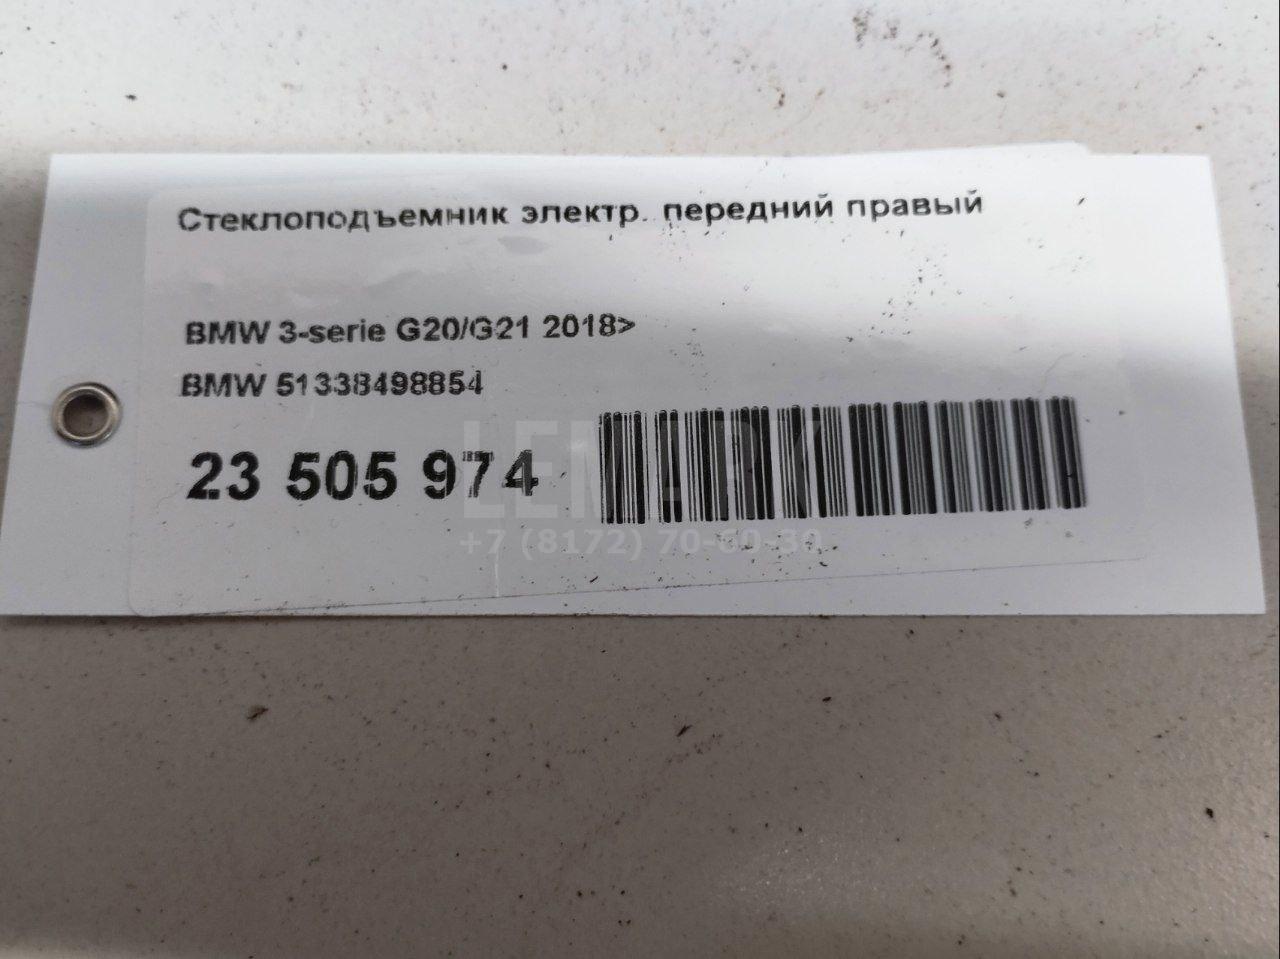 Стеклоподъемник электр. передний правый
BMW 3-serie G20/G21 2018>
BMW 51338498854
23 505 974
LEMARK
+7 (8172) 70-60-30